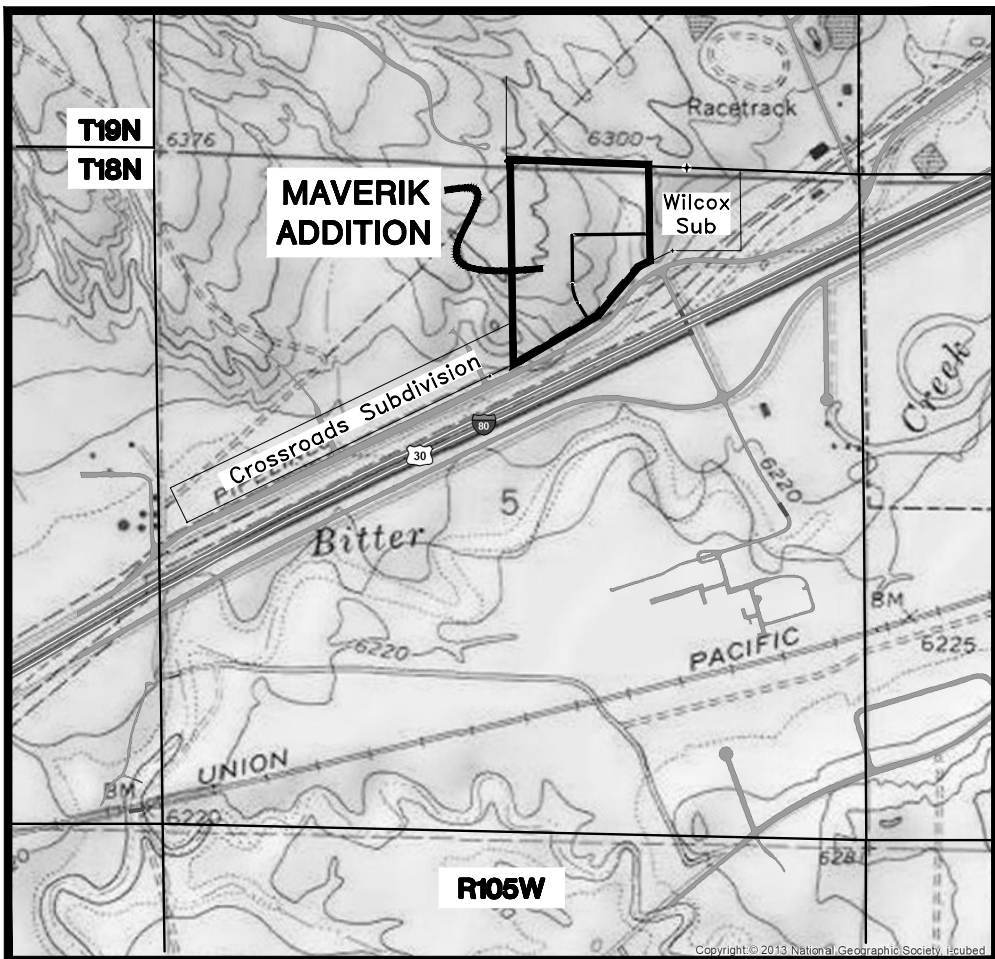 Racetrack
T19N
6376
6300
T18N
MAVERIK
ADDITION
Wilcox
Sub
Crossroads Subdivision
80
30
Creek
6220
5
Bitter
BM
6220
PACIFIC
6225
UNION
BM
6220
R105W
Copyright:© 2013 National Geographic Society, i-cubed